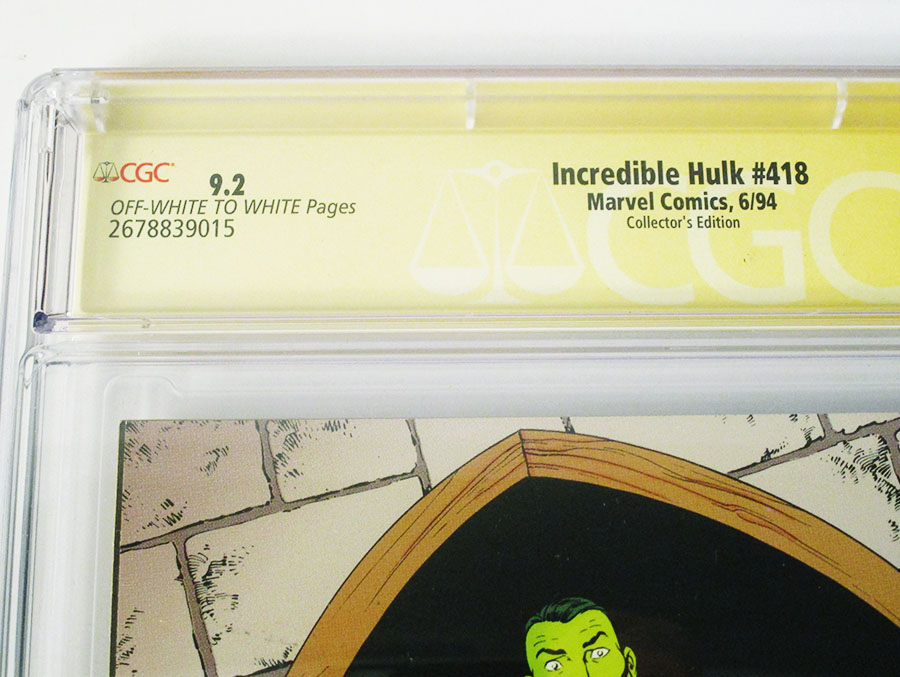 CGC
9.2
OFF-WHITE TO WHITE Pages
2678839015
Incredible Hulk #418
Marvel Comics, 6/94
Collector's Edition
CGC